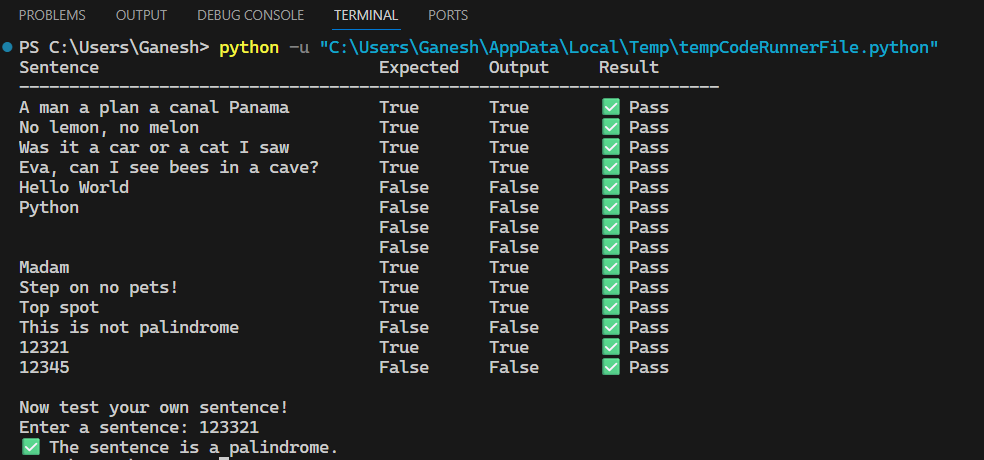 PROBLEMS OUTPUT DEBUG CONSOLE TERMINAL PORTS
PS C:\Users\Ganesh> python -u "C:\Users\Ganesh\AppData\Local\Temp\tempCodeRunnerFile.python"
Sentence Expected Output Result
----------------------------------------------------------------------
A man a plan a canal Panama True True ✅ Pass
No lemon, no melon True True ✅ Pass
Was it a car or a cat I saw True True ✅ Pass
Eva, can I see bees in a cave? True True ✅ Pass
Hello World False False ✅ Pass
Python False False ✅ Pass
False False ✅ Pass
False False ✅ Pass
Madam True True ✅ Pass
Step on no pets! True True ✅ Pass
Top spot True True ✅ Pass
This is not palindrome False False ✅ Pass
12321 True True ✅ Pass
12345 False False ✅ Pass
Now test your own sentence!
Enter a sentence: 123321
✅ The sentence is a palindrome.